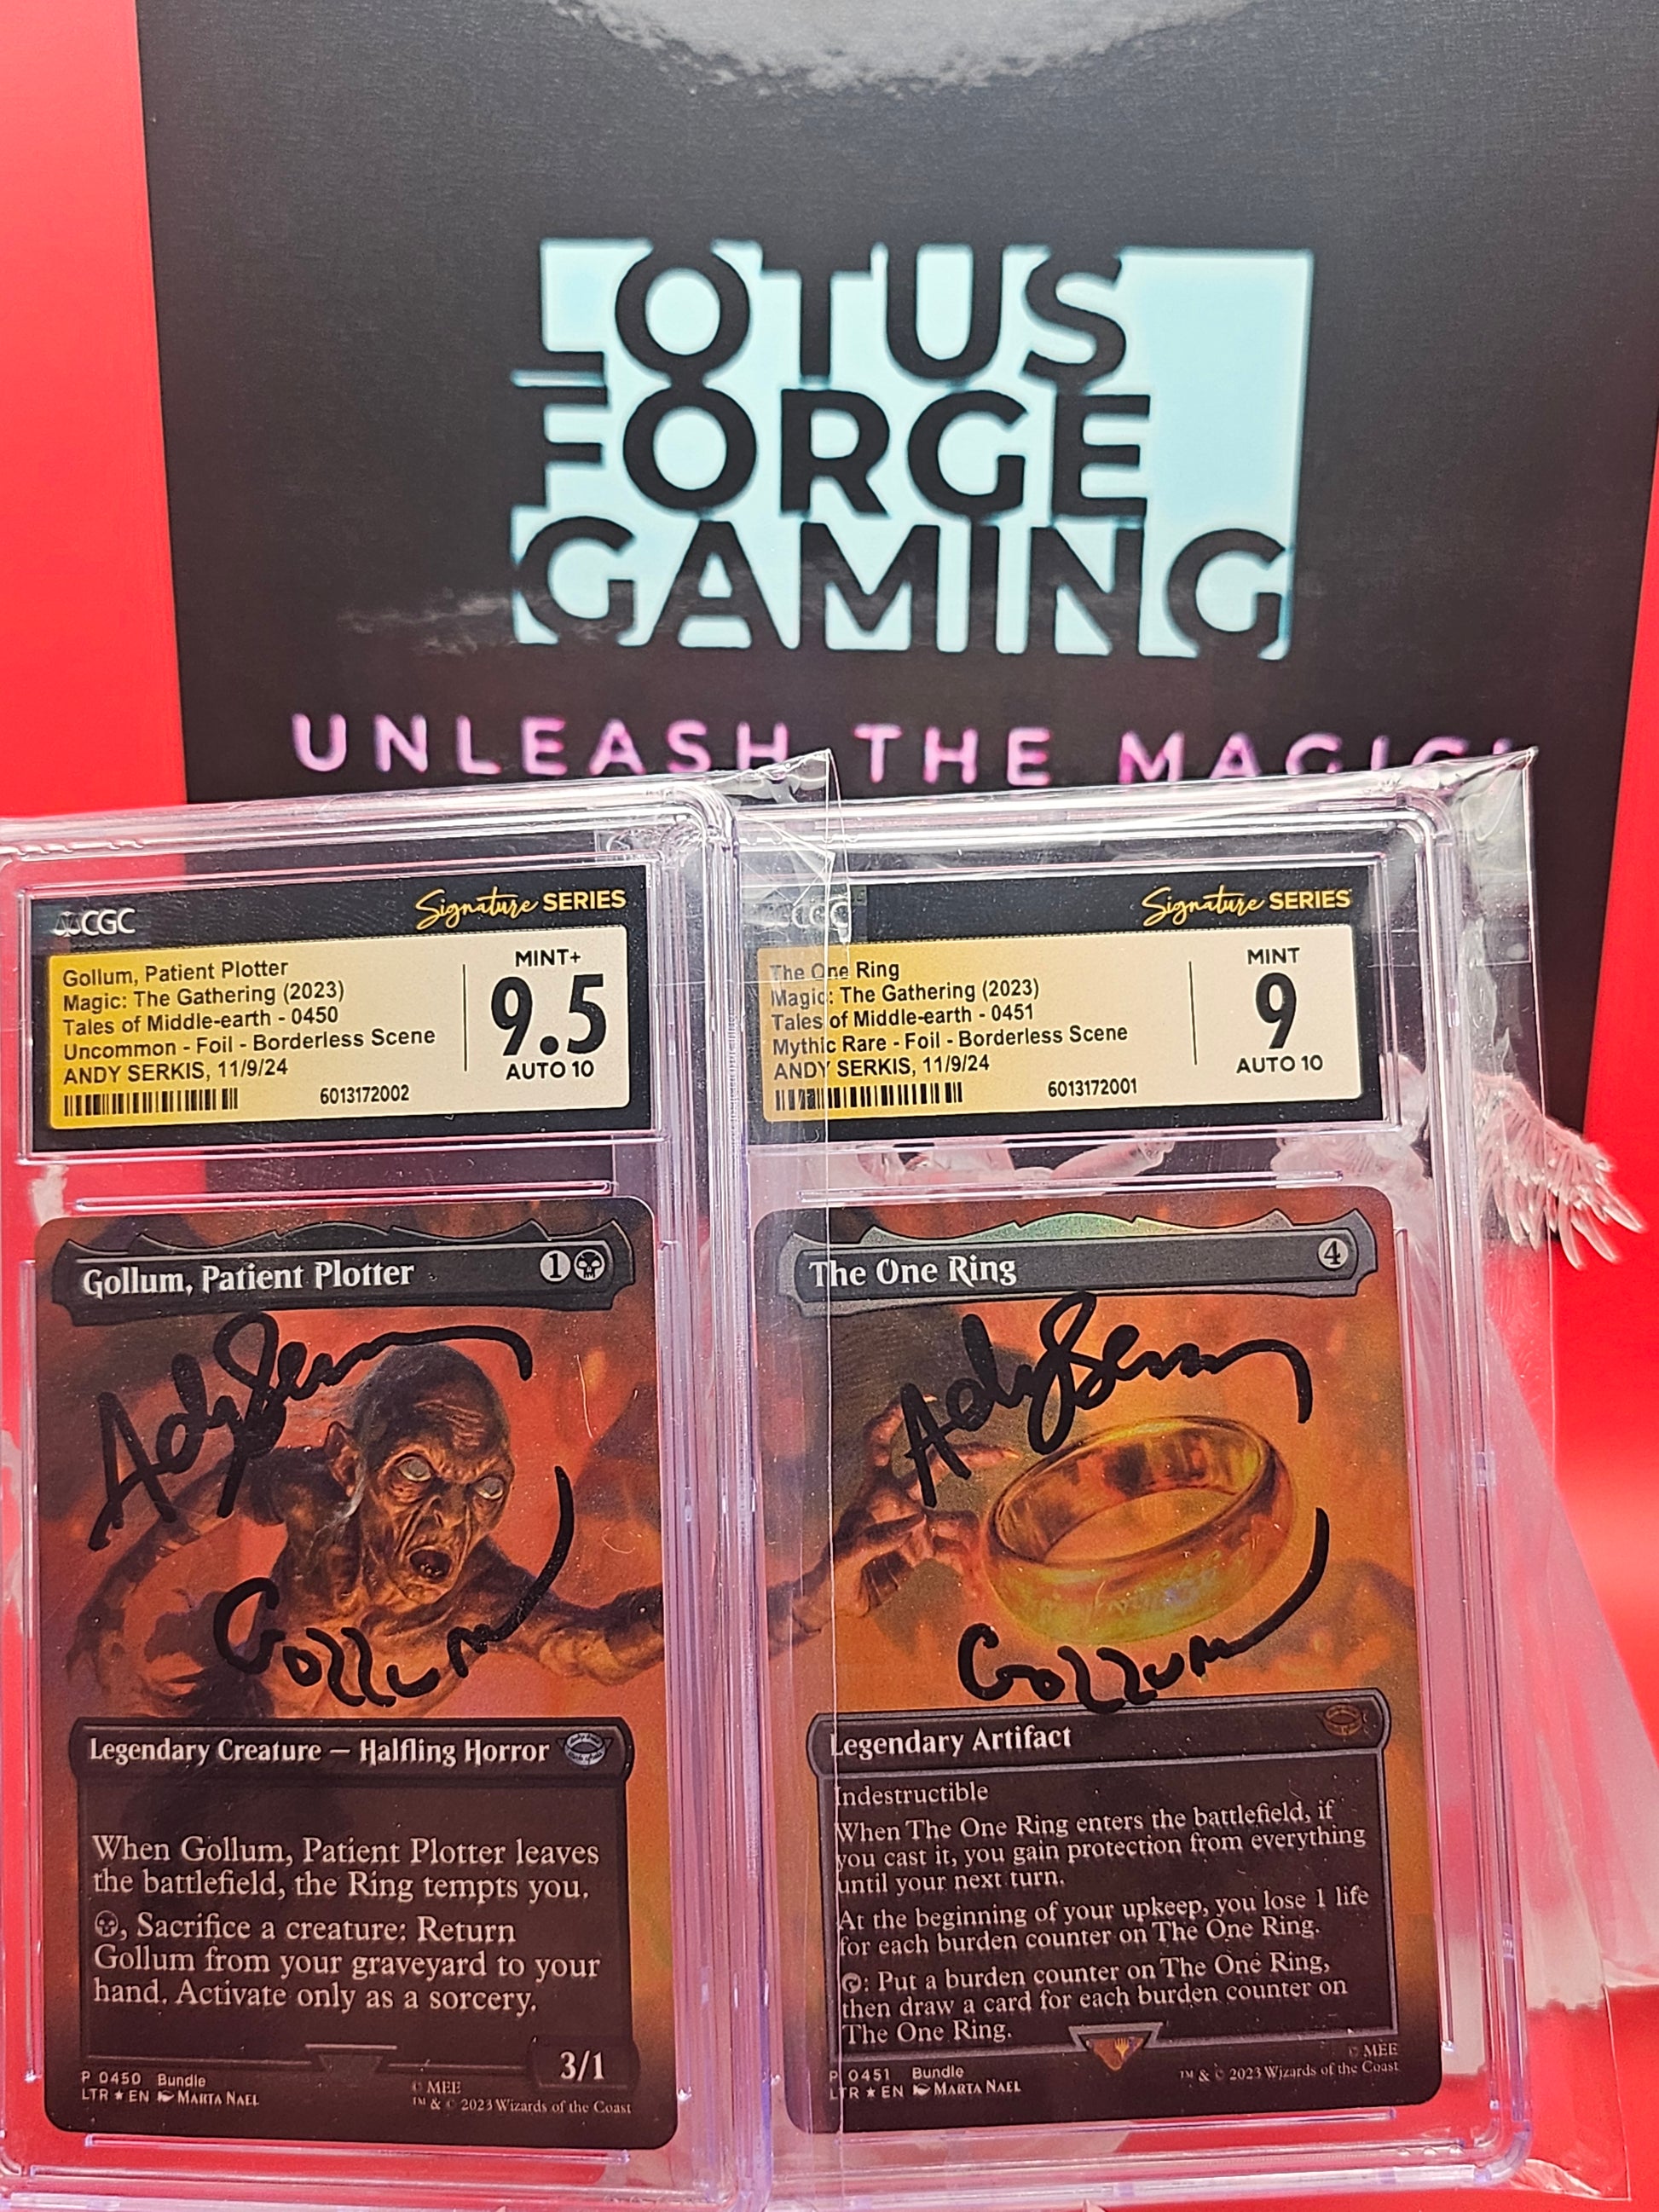 LOTUS
FORGE
GAMING
UNLEASH THE MAGIC!
CGC
Signature SERIES
Gollum, Patient Plotter
Magic: The Gathering (2023)
Tales of Middle-earth - 0450
Uncommon - Foil - Borderless Scene
ANDY SERKIS, 11/9/24
6013172002
MINT+
9.5
AUTO 10
Gollum, Patient Plotter
1
Andy Serkis
Gollum
Legendary Creature — Halfling Horror
When Gollum, Patient Plotter leaves
the battlefield, the Ring tempts you.
, Sacrifice a creature: Return
Gollum from your graveyard to your
hand. Activate only as a sorcery.
3/1
P 0450 Bundle
LTR ★ EN MARTA NAEL
© MEE
™ & © 2023 Wizards of the Coast
CGC
Signature SERIES
The One Ring
Magic: The Gathering (2023)
Tales of Middle-earth - 0451
Mythic Rare - Foil - Borderless Scene
ANDY SERKIS, 11/9/24
6013172001
MINT
9
AUTO 10
The One Ring
4
Andy Serkis
Gollum
Legendary Artifact
Indestructible
When The One Ring enters the battlefield, if
you cast it, you gain protection from everything
until your next turn.
At the beginning of your upkeep, you lose 1 life
for each burden counter on The One Ring.
: Put a burden counter on The One Ring,
then draw a card for each burden counter on
The One Ring.
P 0451 Bundle
LTR ★ EN MARTA NAEL
© MEE
™ & © 2023 Wizards of the Coast